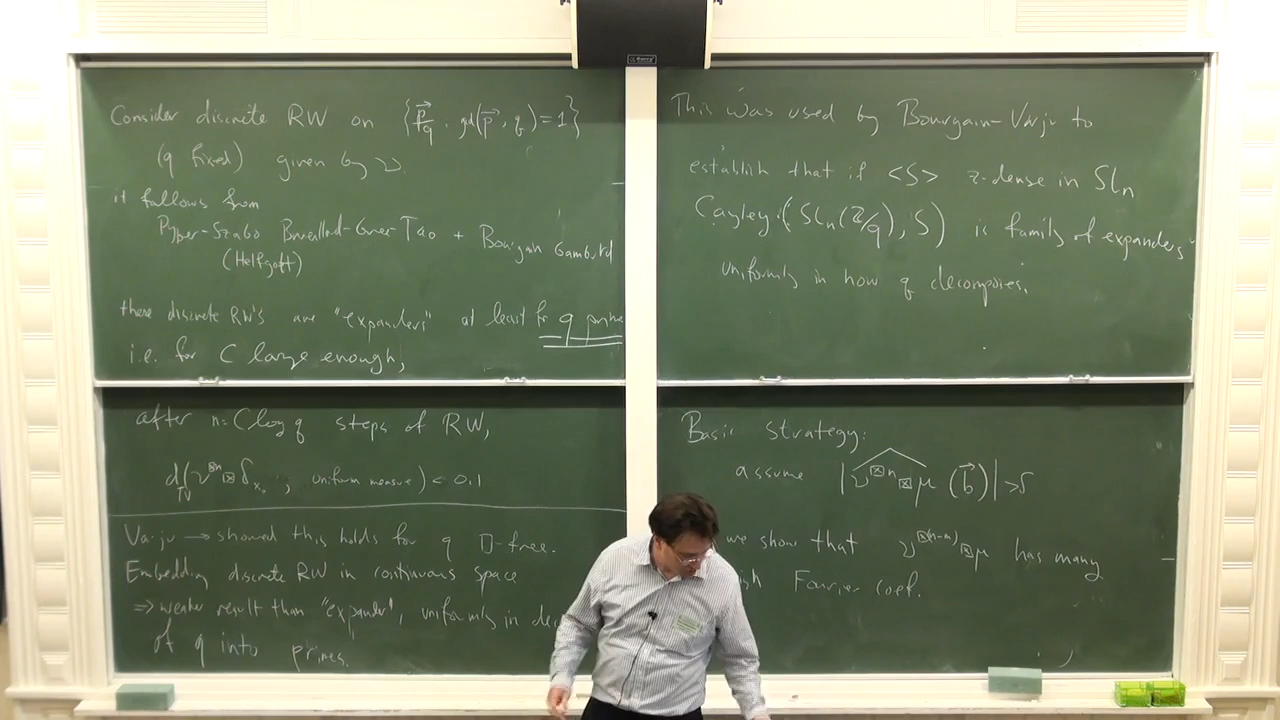 Consider discrete RW on { p⃗/q , gcd(p⃗, q) = 1 }
(q fixed) given by ν.
it follows from
Pyber-Szabo Breuillard-Green-Tao + Bourgain Gamburd
(Helfgott)
these discrete RW's are "expanders" at least for q prime
i.e. for C large enough,
after n=C log q steps of RW,
d_TV(ν^{⊠n} ⊠ δ_{x_0} , uniform measure) < 0.1
Varju → showed this holds for q □-free.
Embedding discrete RW in continuous space
⇒ weaker result than "expander", uniformly in dec
of q into primes.
This was used by Bourgain-Varju to
establish that if <S> z-dense in SL_n
Cayley (SL_n(Z/q), S) is family of expanders
uniformly in how q decomposes.
Basic strategy:
assume |\widehat{ν^{⊠n} ⊠ μ} (b⃗)| > δ
we show that ν^{⊠(n-m)} ⊠ μ has many
Fourier coef.